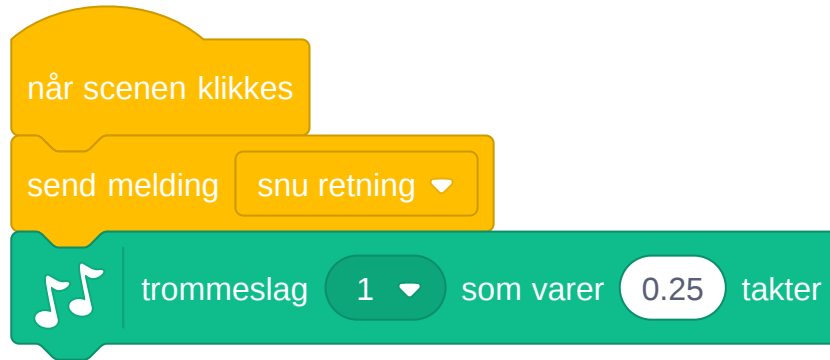 når scenen klikkes
send melding snu retning
trommeslag 1 som varer 0.25 takter